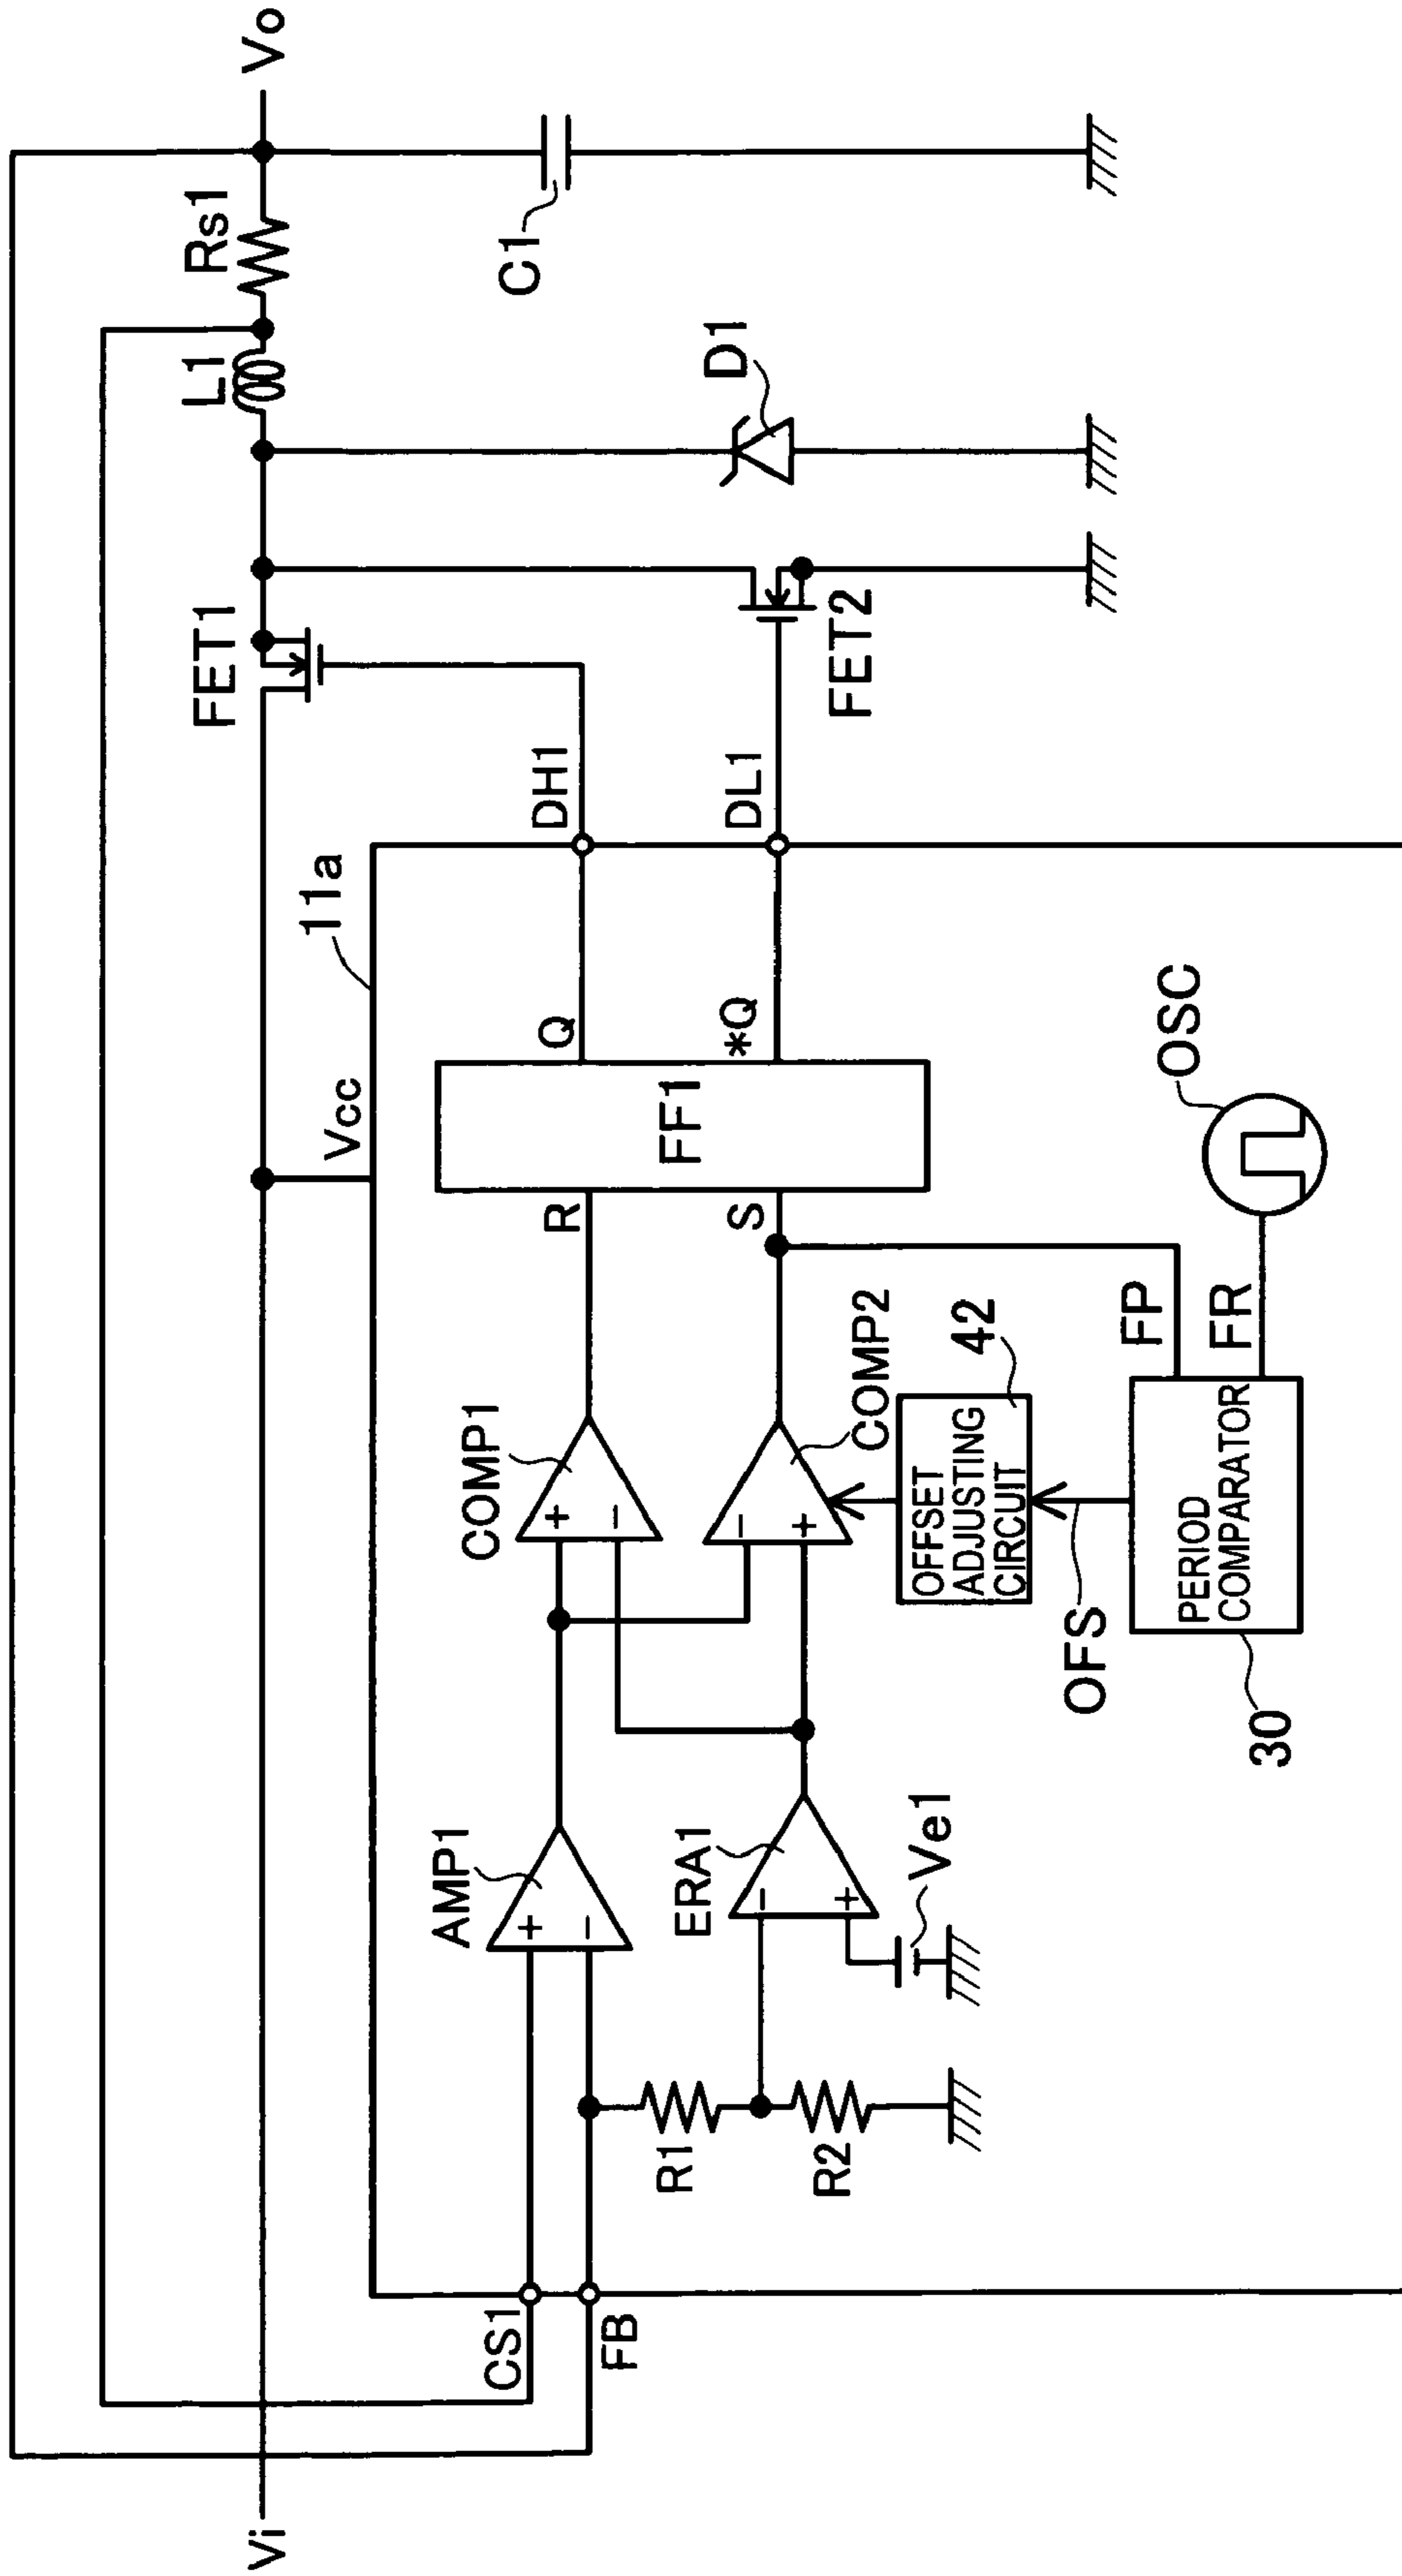 Vi
Vcc
11a
FET1
L1
Rs1
Vo
CS1
FB
AMP1
+
−
COMP1
+
−
R
Q
DH1
R1
R2
ERA1
−
+
Ve1
COMP2
−
+
S
FF1
*Q
DL1
FET2
D1
C1
OFFSET
ADJUSTING
CIRCUIT
42
OFS
PERIOD
COMPARATOR
30
FP
FR
OSC